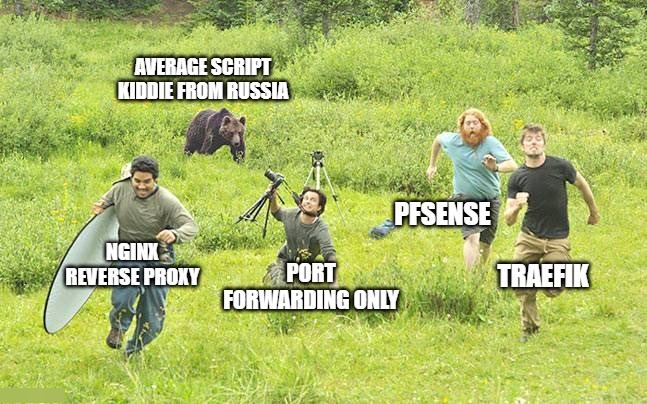 AVERAGE SCRIPT
KIDDIE FROM RUSSIA
PFSENSE
NGINX
REVERSE PROXY
PORT
FORWARDING ONLY
TRAEFIK